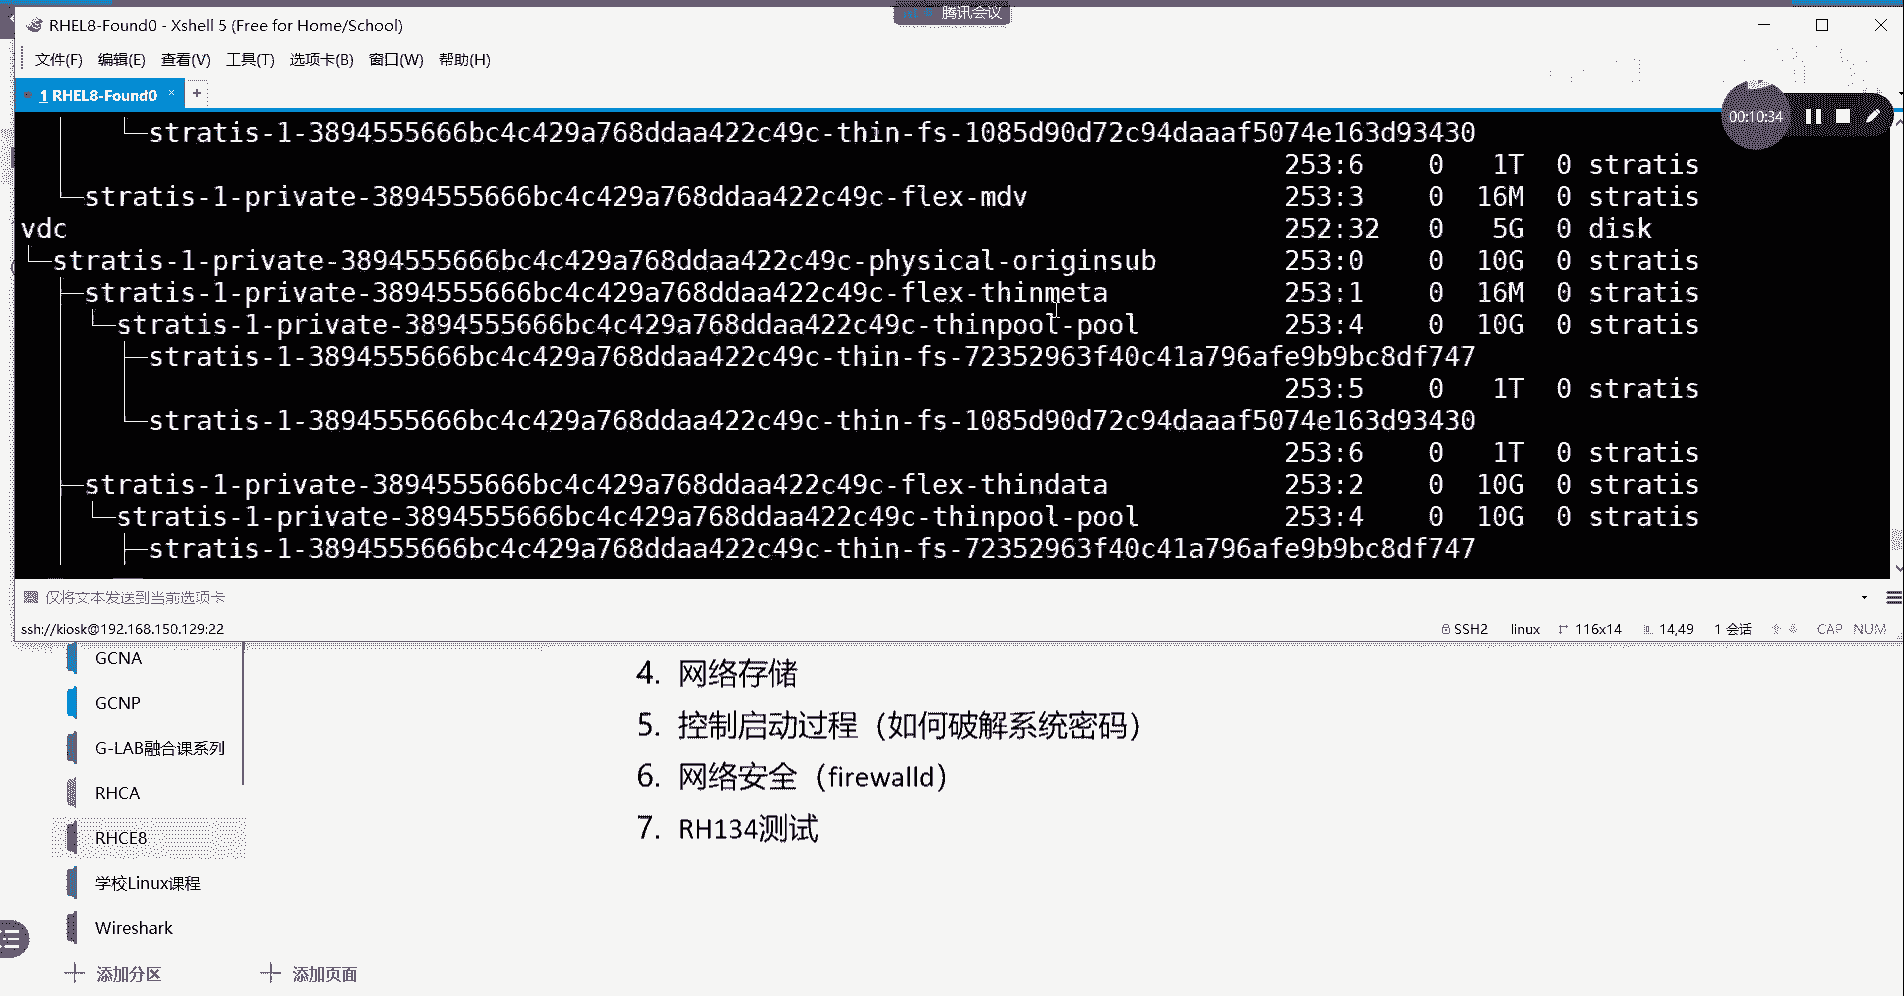 腾讯会议
RHEL8-Found0 - Xshell 5 (Free for Home/School)
文件(F) 编辑(E) 查看(V) 工具(T) 选项卡(B) 窗口(W) 帮助(H)
1 RHEL8-Found0 × +
00:10:34
└─stratis-1-3894555666bc4c429a768ddaa422c49c-thin-fs-1085d90d72c94daaaf5074e163d93430
253:6 0 1T 0 stratis
└─stratis-1-private-3894555666bc4c429a768ddaa422c49c-flex-mdv 253:3 0 16M 0 stratis
vdc 252:32 0 5G 0 disk
└─stratis-1-private-3894555666bc4c429a768ddaa422c49c-physical-originsub 253:0 0 10G 0 stratis
├─stratis-1-private-3894555666bc4c429a768ddaa422c49c-flex-thinmeta 253:1 0 16M 0 stratis
│ └─stratis-1-private-3894555666bc4c429a768ddaa422c49c-thinpool-pool 253:4 0 10G 0 stratis
│ ├─stratis-1-3894555666bc4c429a768ddaa422c49c-thin-fs-72352963f40c41a796afe9b9bc8df747
│ │ 253:5 0 1T 0 stratis
│ └─stratis-1-3894555666bc4c429a768ddaa422c49c-thin-fs-1085d90d72c94daaaf5074e163d93430
│ 253:6 0 1T 0 stratis
├─stratis-1-private-3894555666bc4c429a768ddaa422c49c-flex-thindata 253:2 0 10G 0 stratis
│ └─stratis-1-private-3894555666bc4c429a768ddaa422c49c-thinpool-pool 253:4 0 10G 0 stratis
│ ├─stratis-1-3894555666bc4c429a768ddaa422c49c-thin-fs-72352963f40c41a796afe9b9bc8df747
仅将文本发送到当前选项卡
ssh://kiosk@192.168.150.129:22 SSH2 linux 116x14 14,49 1 会话 CAP NUM
GCNA
GCNP
G-LAB融合课系列
RHCA
RHCE8
学校Linux课程
Wireshark
添加分区 添加页面
4. 网络存储
5. 控制启动过程（如何破解系统密码）
6. 网络安全（firewalld）
7. RH134测试